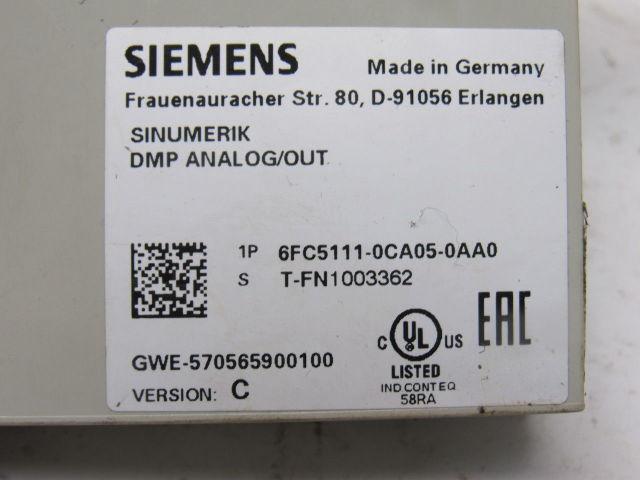 SIEMENS Made in Germany
Frauenauracher Str. 80, D-91056 Erlangen
SINUMERIK
DMP ANALOG/OUT
1P 6FC5111-0CA05-0AA0
S T-FN1003362
C UL US EAC
LISTED
GWE-570565900100
IND CONT EQ
VERSION: C
58RA